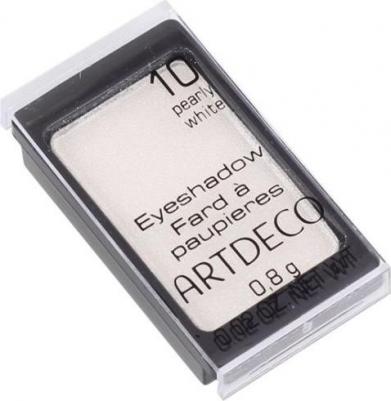 10
pearly
white
Eyeshadow
Fard à
paupieres
ARTDECO
0,8 g
0.02 OZ. NET WT